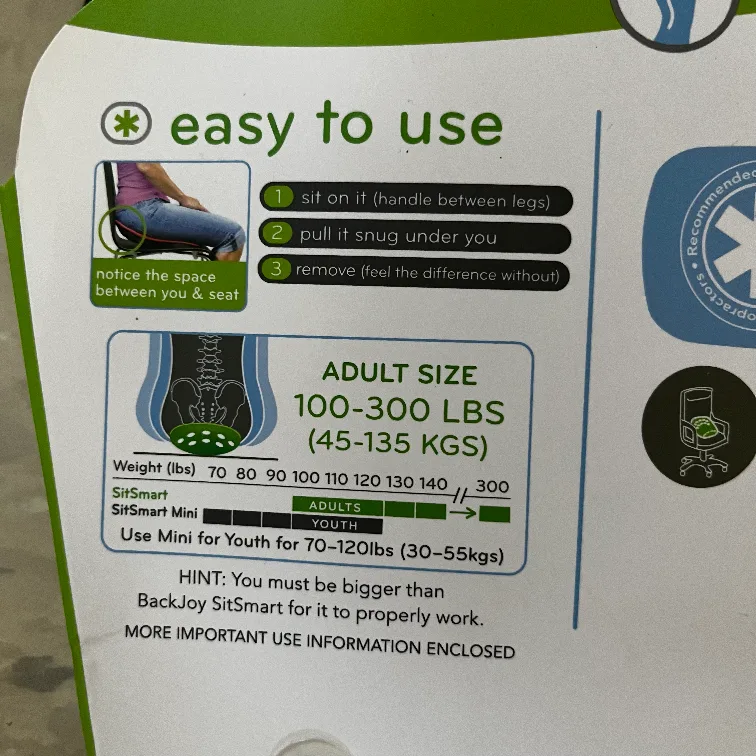 easy to use
1 sit on it (handle between legs)
2 pull it snug under you
3 remove (feel the difference without)
notice the space
between you & seat
ADULT SIZE
100-300 LBS
(45-135 KGS)
Weight (lbs) 70 80 90 100 110 120 130 140 300
SitSmart ADULTS
SitSmart Mini YOUTH
Use Mini for Youth for 70-120lbs (30-55kgs)
HINT: You must be bigger than
BackJoy SitSmart for it to properly work.
MORE IMPORTANT USE INFORMATION ENCLOSED
Recommended